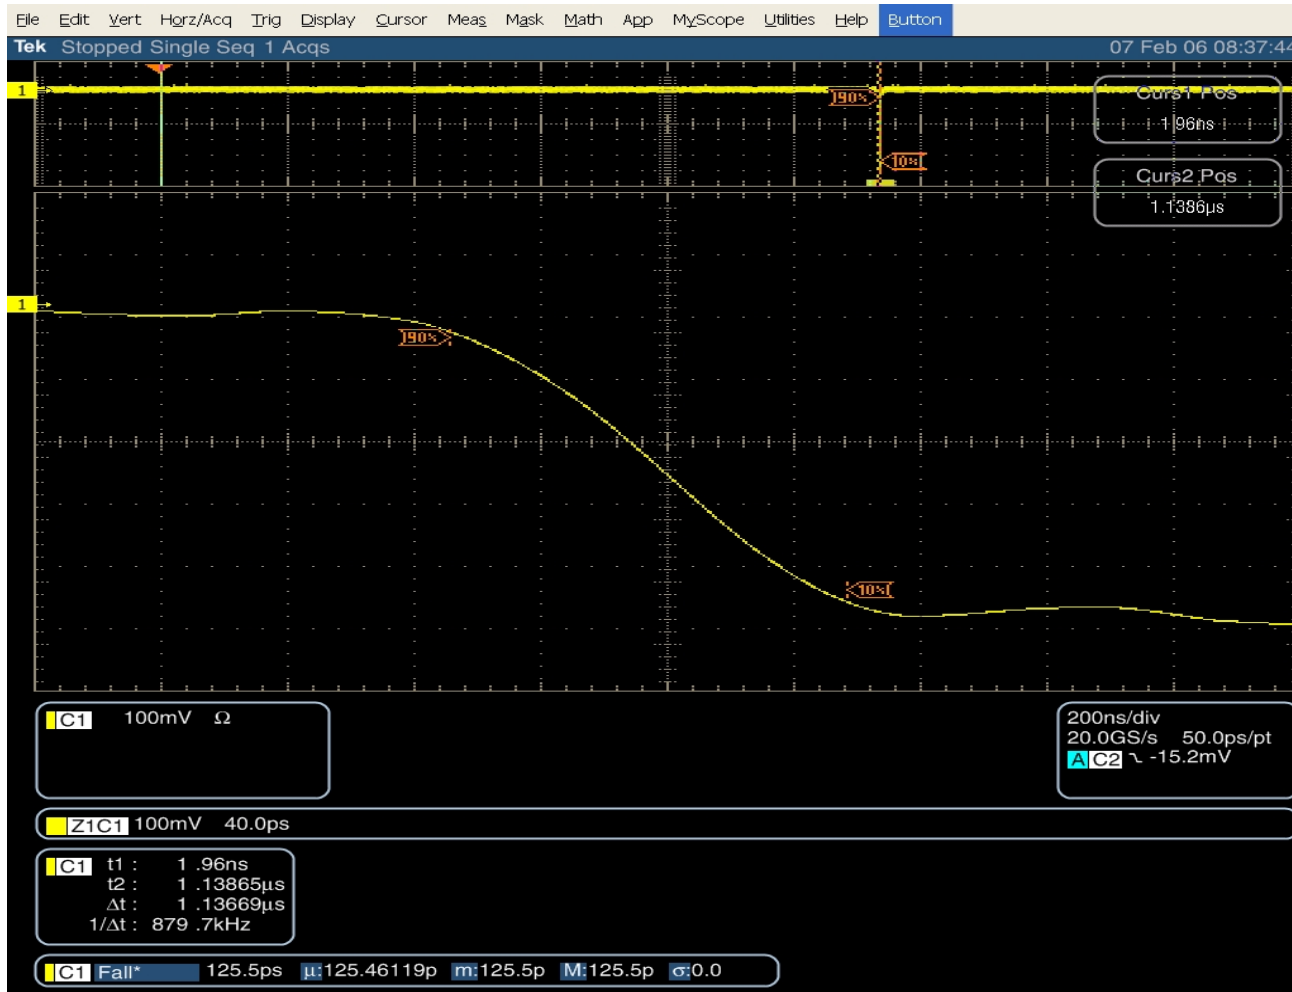 File Edit Vert Horz/Acq Trig Display Cursor Meas Mask Math App MyScope Utilities Help Button
Tek Stopped Single Seq 1 Acqs 07 Feb 06 08:37:44
1
]90%
Curs1 Pos
1.96ns
10%[
Curs2 Pos
1.1386µs
1
]90%
10%[
C1 100mV Ω
200ns/div
20.0GS/s 50.0ps/pt
A C2 -15.2mV
Z1C1 100mV 40.0ps
C1 t1 : 1 .96ns
t2 : 1 .13865µs
Δt : 1 .13669µs
1/Δt : 879 .7kHz
C1 Fall* 125.5ps µ:125.46119p m:125.5p M:125.5p σ:0.0